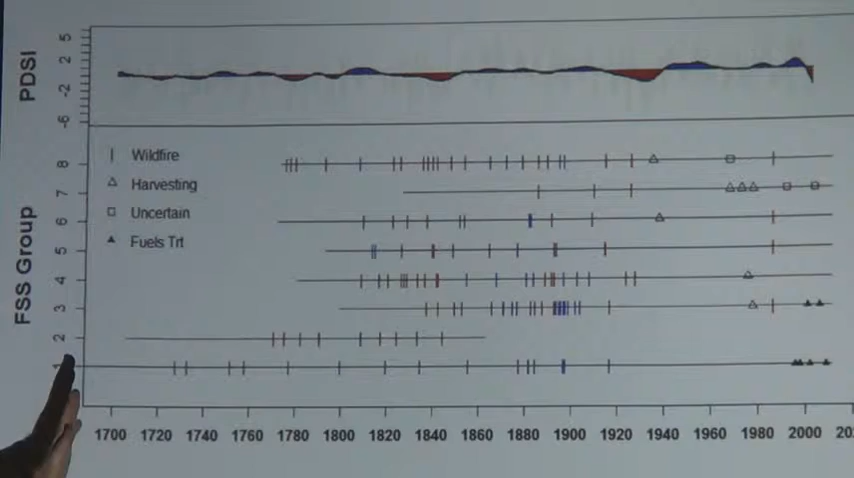 PDSI
5
2
-2
-6
Wildfire
Harvesting
Uncertain
Fuels Trt
FSS Group
8
7
6
5
4
3
2
1700 1720 1740 1760 1780 1800 1820 1840 1860 1880 1900 1920 1940 1960 1980 2000